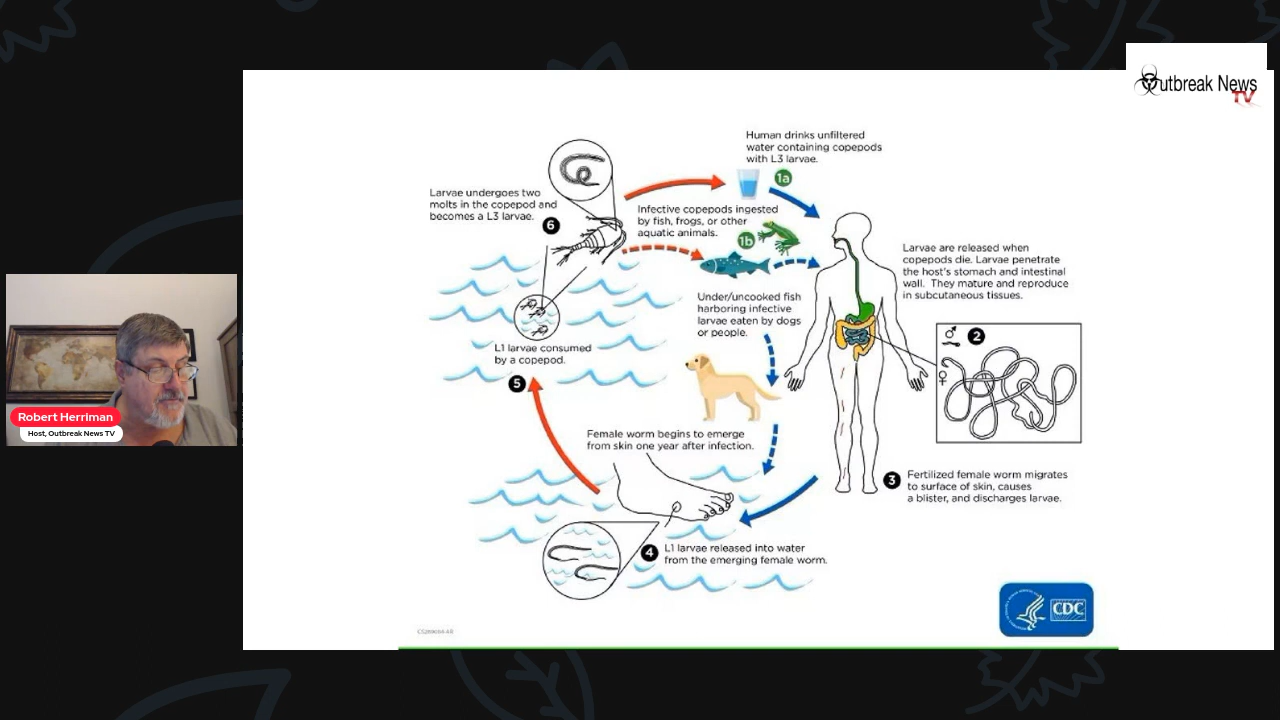 Outbreak News
TV
Human drinks unfiltered
water containing copepods
with L3 larvae.
1a
Larvae undergoes two
molts in the copepod and
becomes a L3 larvae.
6
Infective copepods ingested
by fish, frogs, or other
aquatic animals.
1b
Larvae are released when
copepods die. Larvae penetrate
the host's stomach and intestinal
wall. They mature and reproduce
in subcutaneous tissues.
Under/uncooked fish
harboring infective
larvae eaten by dogs
or people.
2
L1 larvae consumed
by a copepod.
5
Robert Herriman
Host, Outbreak News TV
Female worm begins to emerge
from skin one year after infection.
3
Fertilized female worm migrates
to surface of skin, causes
a blister, and discharges larvae.
4
L1 larvae released into water
from the emerging female worm.
CDC